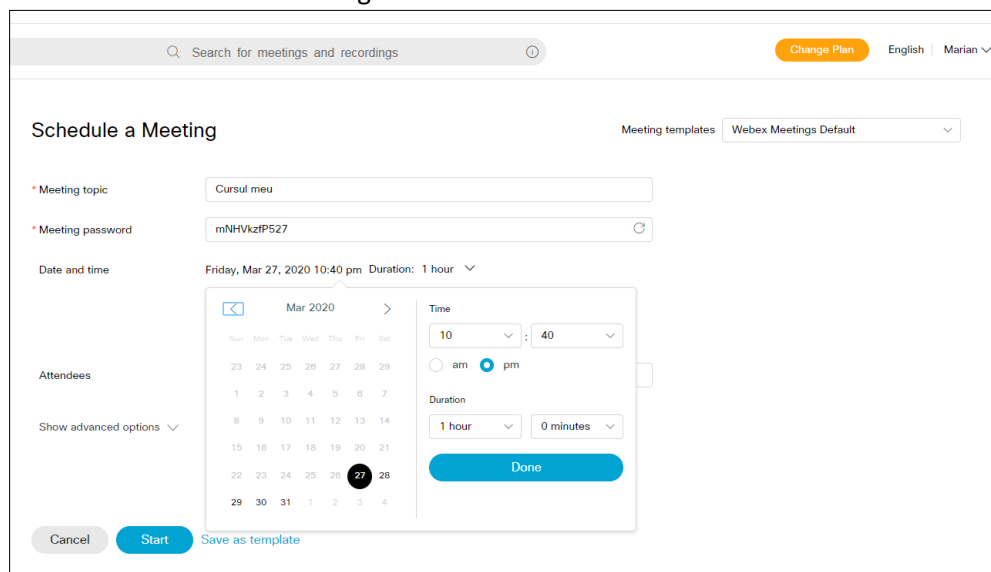 Search for meetings and recordings
Change Plan English Marian
Schedule a Meeting
Meeting templates Webex Meetings Default
* Meeting topic Cursul meu
* Meeting password mNHVkzfP527
Date and time Friday, Mar 27, 2020 10:40 pm Duration: 1 hour
Mar 2020 Time
Sun Mon Tue Wed Thu Fri Sat 10 : 40
23 24 25 26 27 28 29 am pm
Attendees
1 2 3 4 5 6 7 Duration
Show advanced options 8 9 10 11 12 13 14 1 hour 0 minutes
15 16 17 18 19 20 21
22 23 24 25 26 27 28 Done
29 30 31 1 2 3 4
Cancel Start Save as template